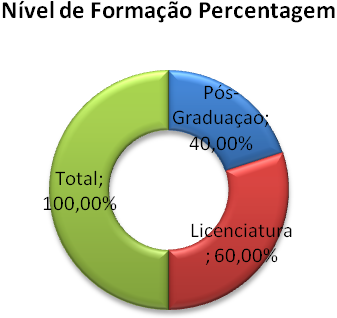 Nível de Formação Percentagem
Pós-
Graduaçao;
40,00%
Total;
100,00%
Licenciatura
; 60,00%